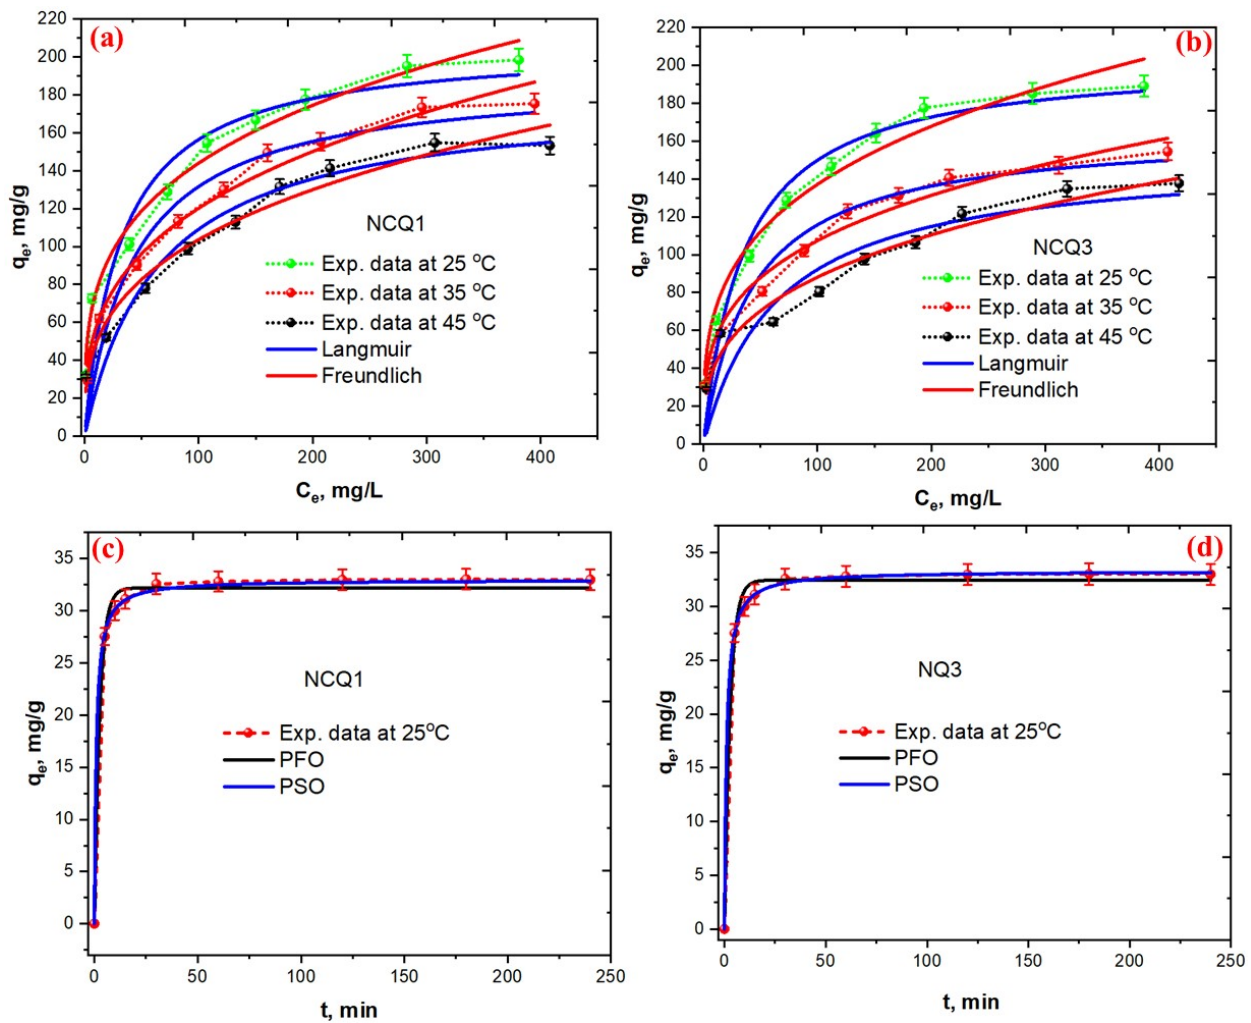 (a)
220
200
180
160
140
120
100
80
60
40
20
0
qe, mg/g
NCQ1
Exp. data at 25 °C
Exp. data at 35 °C
Exp. data at 45 °C
Langmuir
Freundlich
0 100 200 300 400
Ce, mg/L
(b)
220
200
180
160
140
120
100
80
60
40
20
0
qe, mg/g
NCQ3
Exp. data at 25 °C
Exp. data at 35 °C
Exp. data at 45 °C
Langmuir
Freundlich
0 100 200 300 400
Ce, mg/L
(c)
35
30
25
20
15
10
5
0
qe, mg/g
NCQ1
Exp. data at 25°C
PFO
PSO
0 50 100 150 200 250
t, min
(d)
35
30
25
20
15
10
5
0
qe, mg/g
NQ3
Exp. data at 25°C
PFO
PSO
0 50 100 150 200 250
t, min